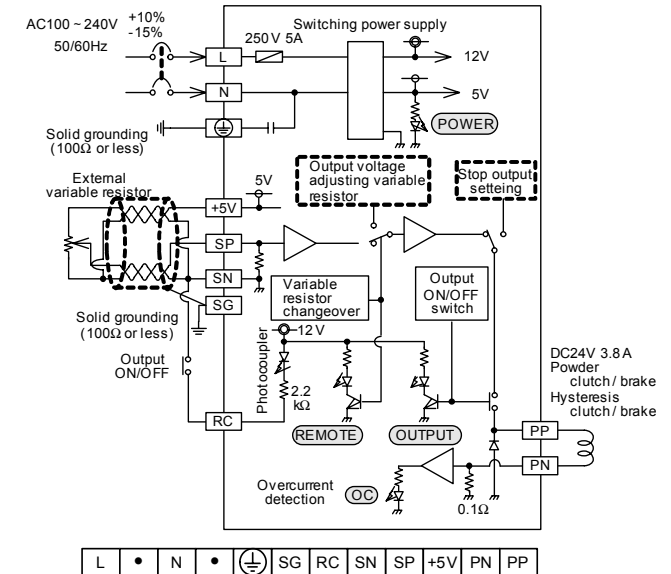 AC100 ~ 240V +10%
-15%
50/60Hz
Switching power supply
250V 5A
L
12V
N
5V
POWER
Solid grounding
(100Ω or less)
External
variable resistor
Output voltage
adjusting variable
resistor
Stop output
setteing
5V
+5V
SP
SN
SG
Variable
resistor
changeover
Output
ON/OFF
switch
Solid grounding
(100Ω or less)
12V
Output
ON/OFF
Photocoupler
2.2
kΩ
DC24V 3.8A
Powder
clutch / brake
Hysteresis
clutch / brake
RC
REMOTE
OUTPUT
PP
PN
Overcurrent
detection
OC
0.1Ω
L • N • SG RC SN SP +5V PN PP